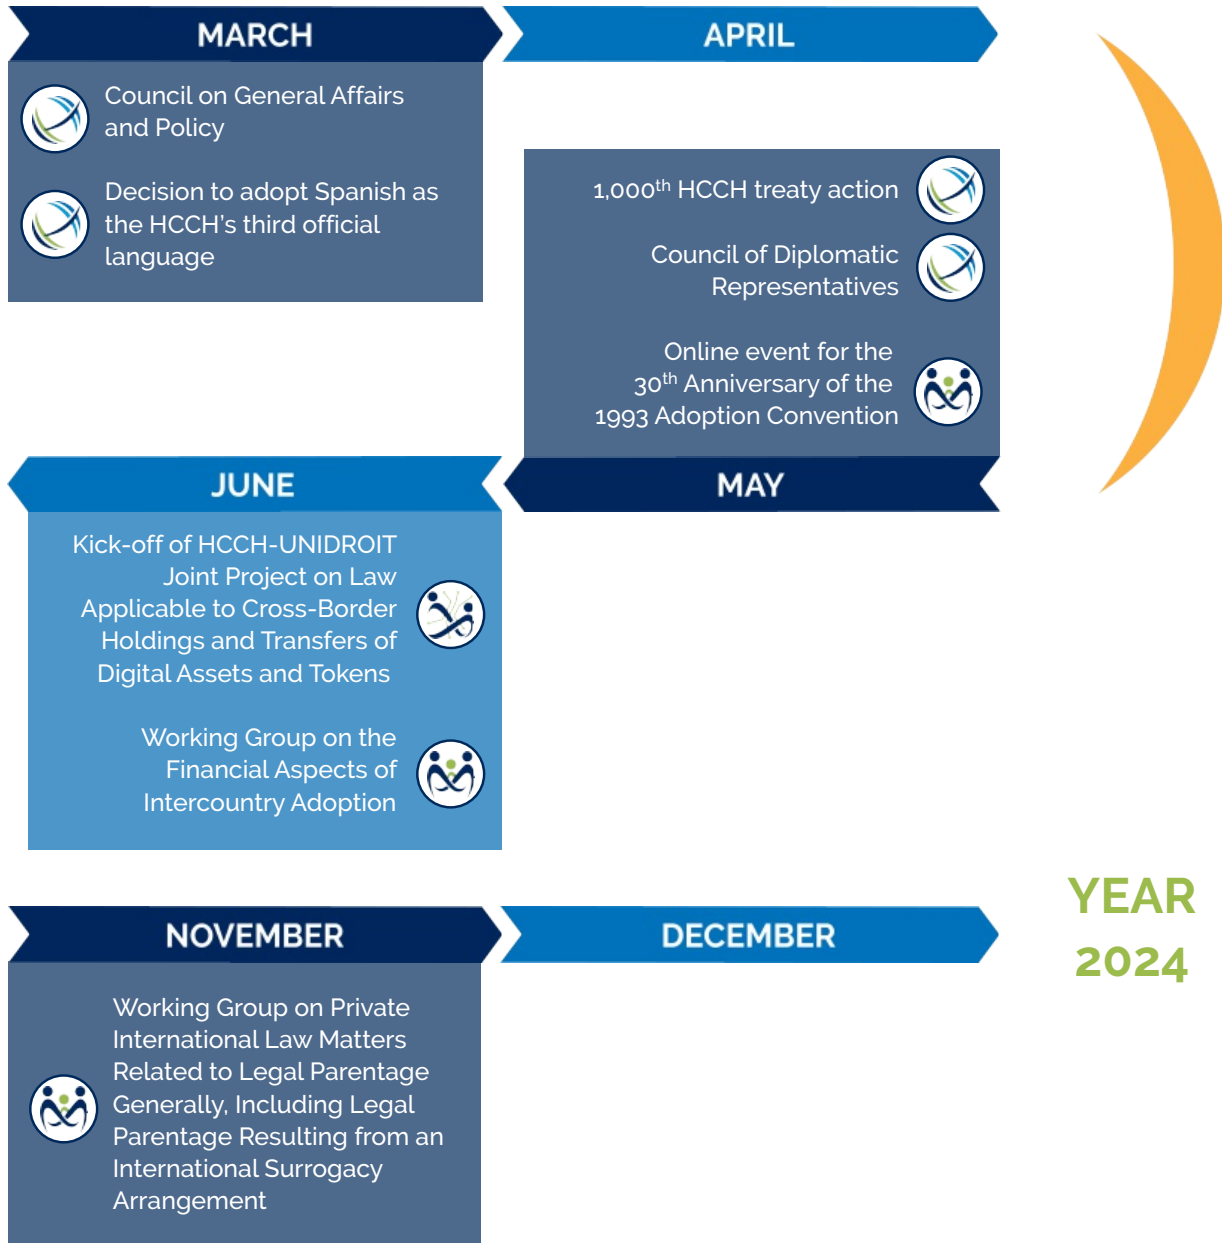 MARCH
Council on General Affairs
and Policy
Decision to adopt Spanish as
the HCCH's third official
language
APRIL
1,000th HCCH treaty action
Council of Diplomatic
Representatives
Online event for the
30th Anniversary of the
1993 Adoption Convention
MAY
JUNE
Kick-off of HCCH-UNIDROIT
Joint Project on Law
Applicable to Cross-Border
Holdings and Transfers of
Digital Assets and Tokens
Working Group on the
Financial Aspects of
Intercountry Adoption
NOVEMBER
Working Group on Private
International Law Matters
Related to Legal Parentage
Generally, Including Legal
Parentage Resulting from an
International Surrogacy
Arrangement
DECEMBER
YEAR
2024